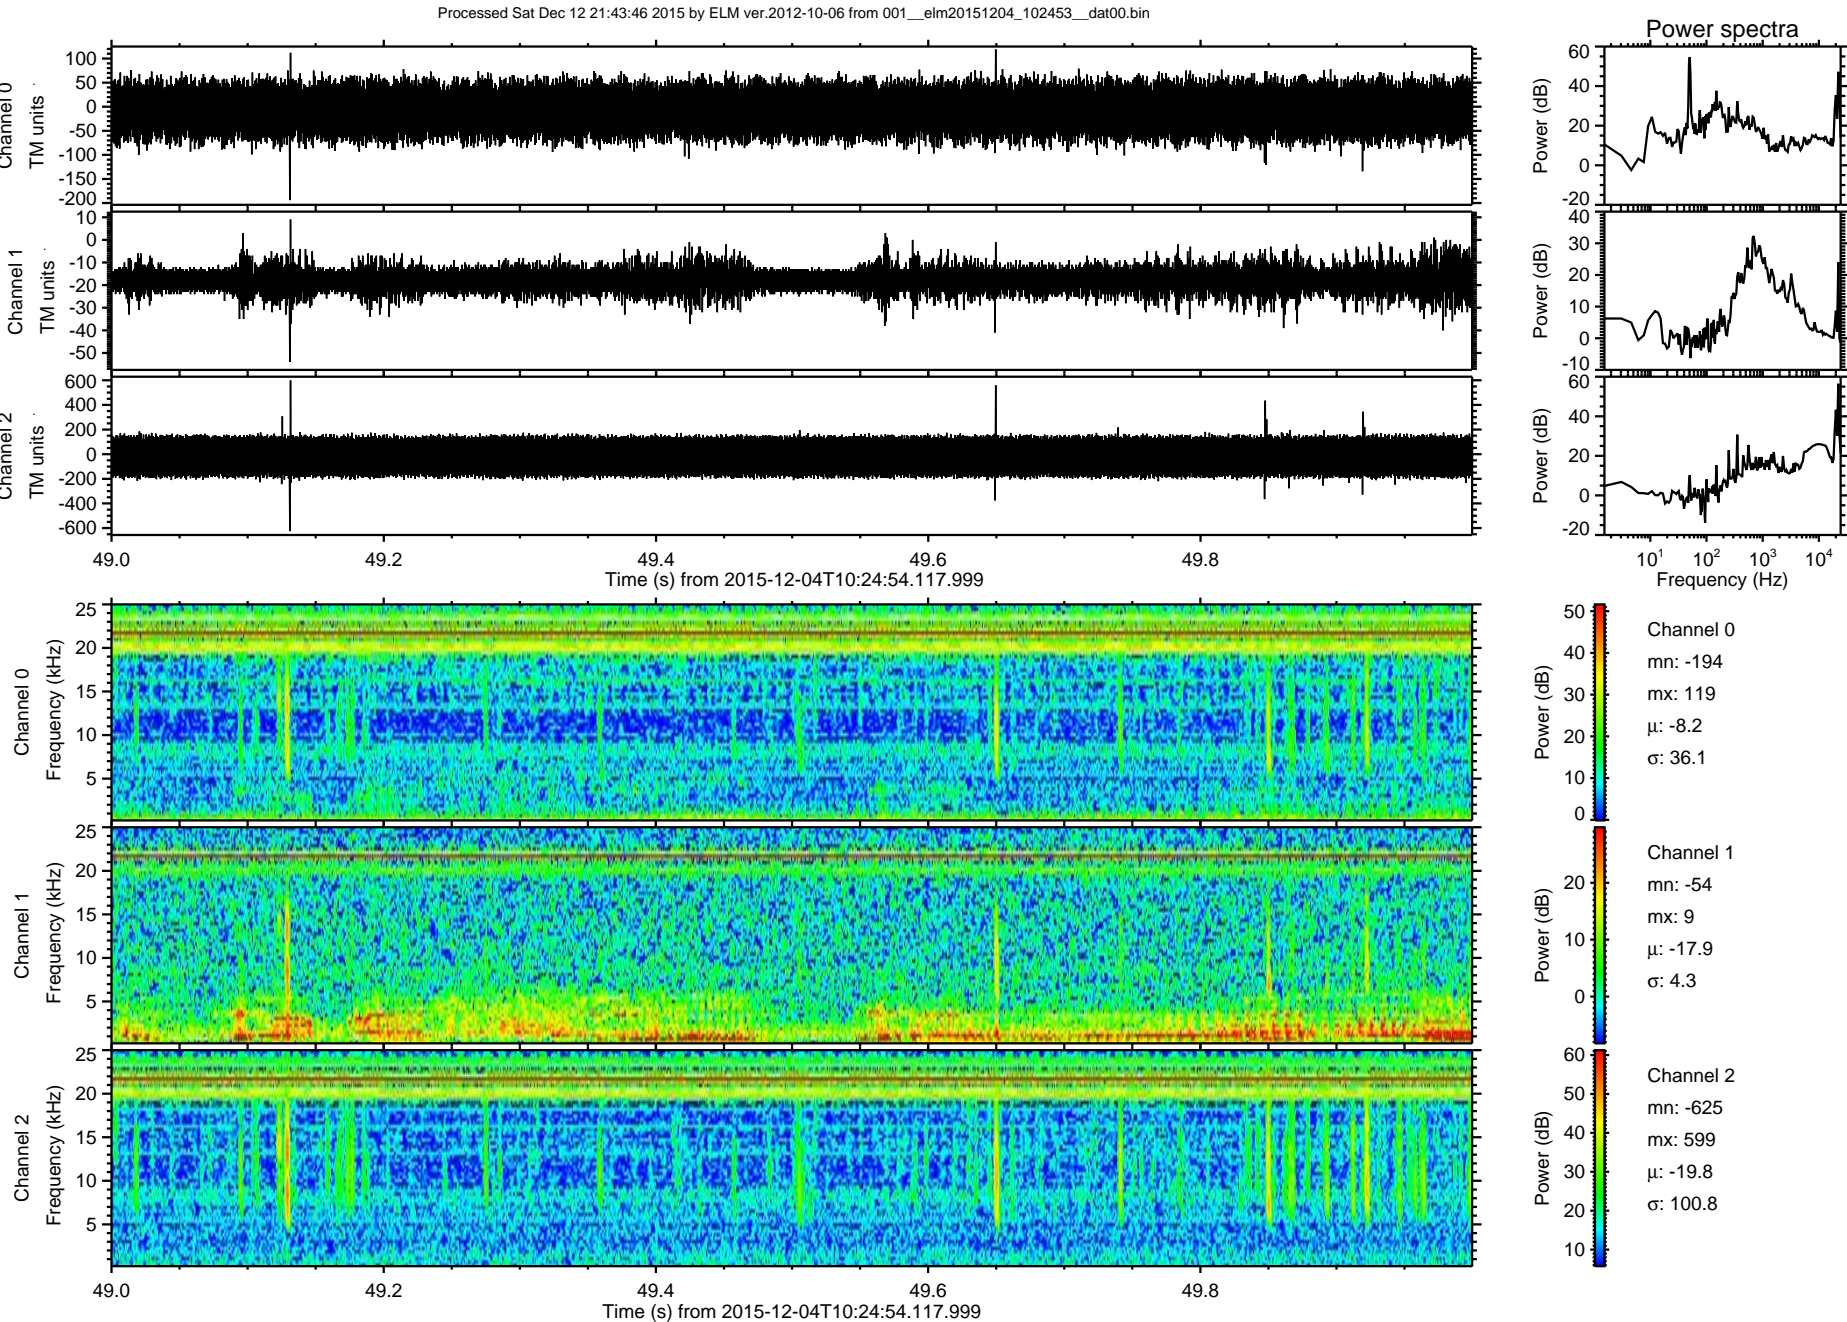 Processed Sat Dec 12 21:43:46 2015 by ELM ver.2012-10-06 from 001__elm20151204_102453__dat00.bin
Power spectra
Channel 0
TM units
100
50
0
-50
-100
-150
-200
Power (dB)
60
40
20
0
-20
Channel 1
TM units
10
0
-10
-20
-30
-40
-50
Power (dB)
40
30
20
10
0
-10
Channel 2
TM units
600
400
200
0
-200
-400
-600
Power (dB)
60
40
20
0
-20
49.0 49.2 49.4 49.6 49.8
Time (s) from 2015-12-04T10:24:54.117.999
10^1 10^2 10^3 10^4
Frequency (Hz)
Channel 0
Frequency (kHz)
25
20
15
10
5
Power (dB)
50
40
30
20
10
0
Channel 0
mn: -194
mx: 119
μ: -8.2
σ: 36.1
Channel 1
Frequency (kHz)
25
20
15
10
5
Power (dB)
20
10
0
Channel 1
mn: -54
mx: 9
μ: -17.9
σ: 4.3
Channel 2
Frequency (kHz)
25
20
15
10
5
Power (dB)
60
50
40
30
20
10
Channel 2
mn: -625
mx: 599
μ: -19.8
σ: 100.8
49.0 49.2 49.4 49.6 49.8
Time (s) from 2015-12-04T10:24:54.117.999